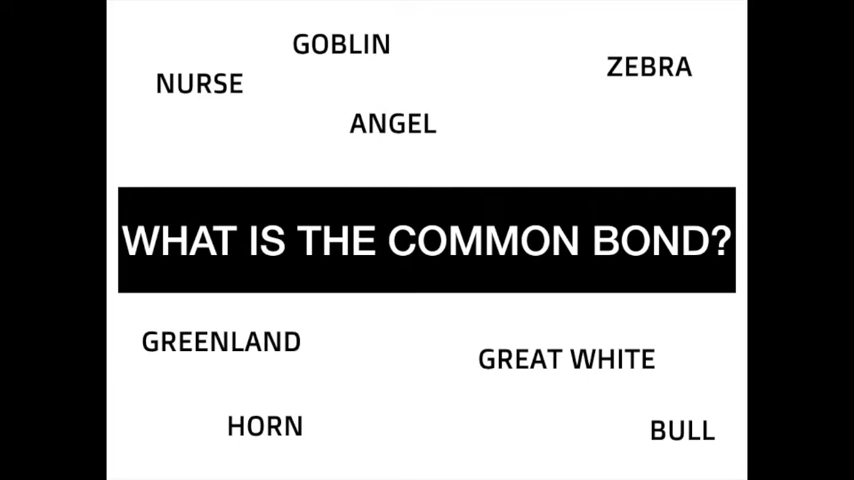 GOBLIN
ZEBRA
NURSE
ANGEL
WHAT IS THE COMMON BOND?
GREENLAND
GREAT WHITE
HORN
BULL